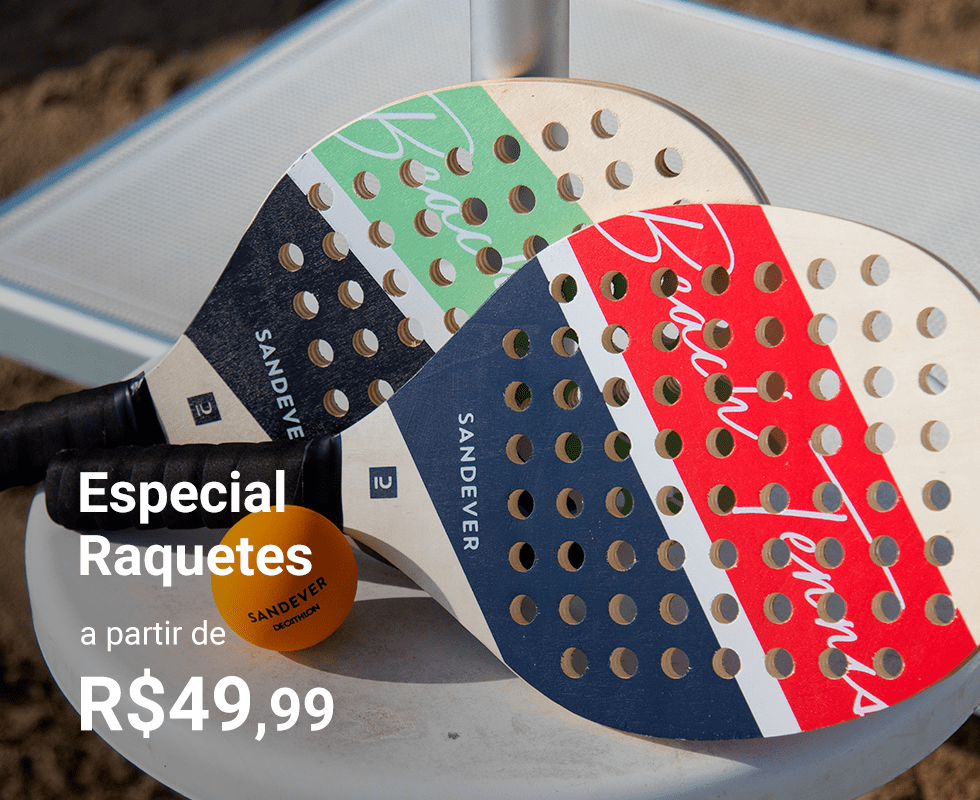 Especial
Raquetes
a partir de
R$49,99
Beach
SANDEVER
Beach Tennis
SANDEVER
SANDEVER
DECATHLON